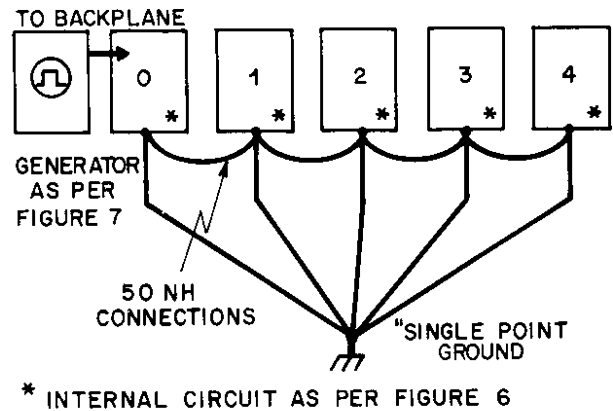 TO BACKPLANE
0
*
1
*
2
*
3
*
4
*
GENERATOR
AS PER
FIGURE 7
50 NH
CONNECTIONS
"SINGLE POINT
GROUND
* INTERNAL CIRCUIT AS PER FIGURE 6